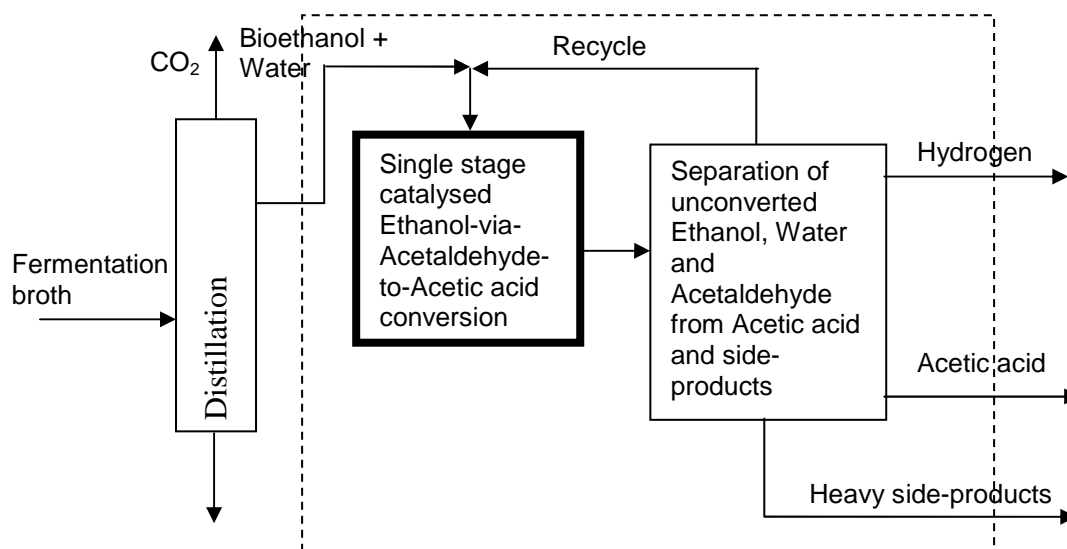 CO₂
Bioethanol +
Water
Recycle
Fermentation
broth
Distillation
Single stage
catalysed
Ethanol-via-
Acetaldehyde-
to-Acetic acid
conversion
Separation of
unconverted
Ethanol, Water
and
Acetaldehyde
from Acetic acid
and side-
products
Hydrogen
Acetic acid
Heavy side-products